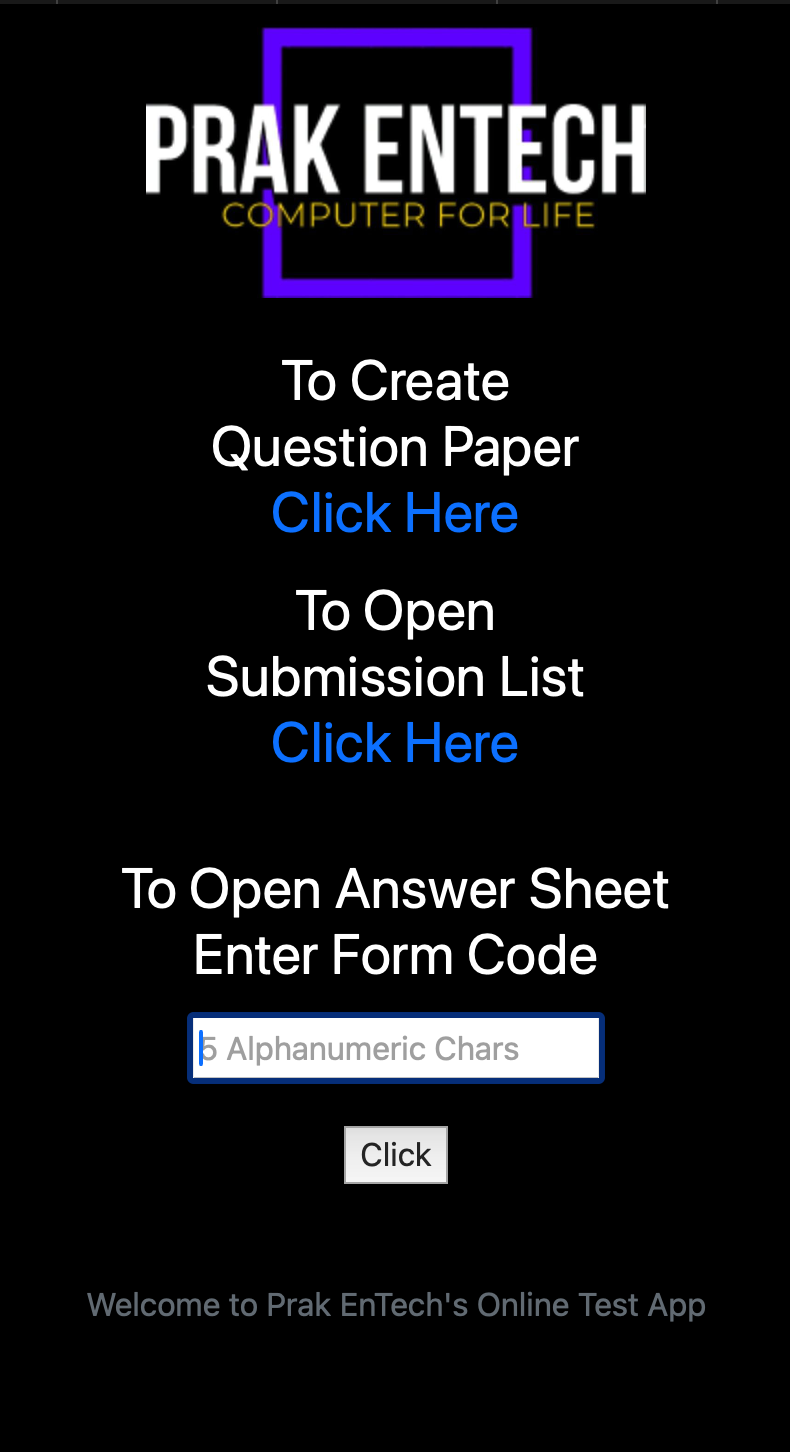 PRAK ENTECH
COMPUTER FOR LIFE
To Create
Question Paper
Click Here
To Open
Submission List
Click Here
To Open Answer Sheet
Enter Form Code
5 Alphanumeric Chars
Click
Welcome to Prak EnTech's Online Test App